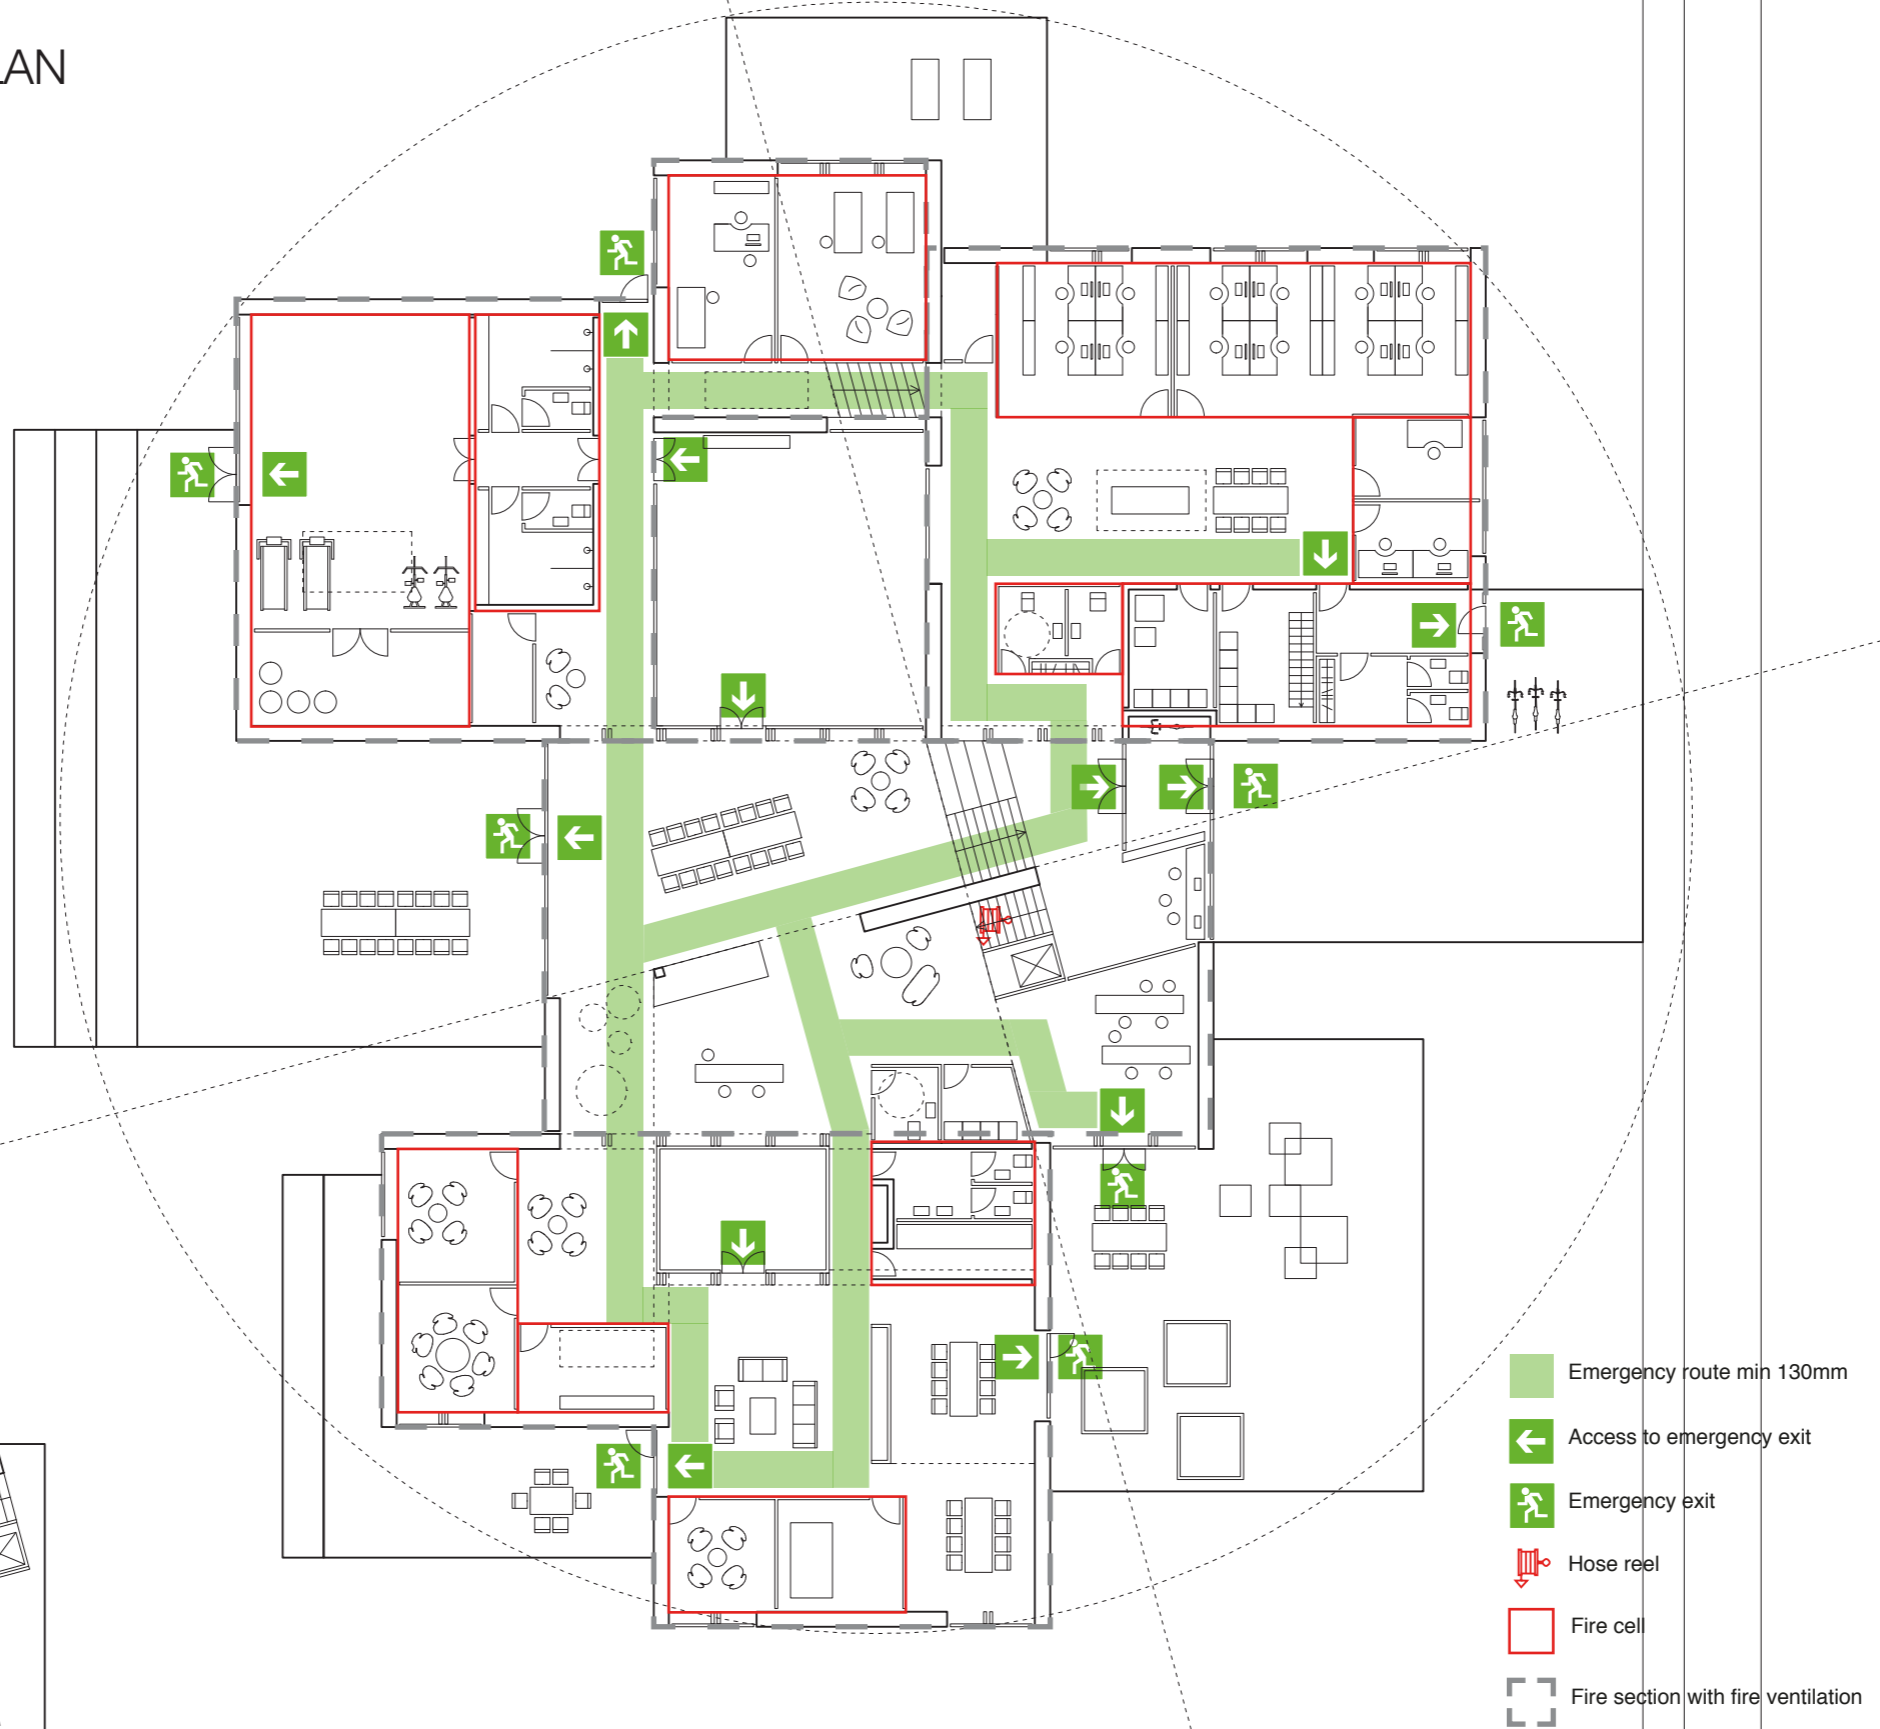 Emergency route min 130mm
Access to emergency exit
Emergency exit
Hose reel
Fire cell
Fire section with fire ventilation